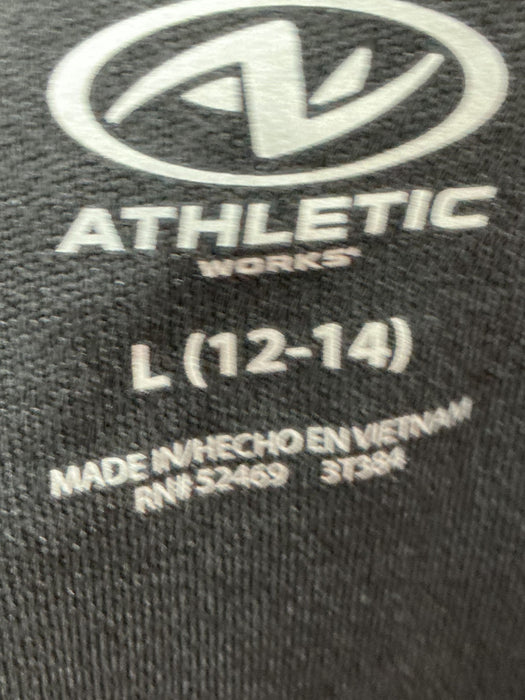 ATHLETIC
WORKS
L (12-14)
MADE IN/HECHO EN VIETNAM
RN# 52469 3T384